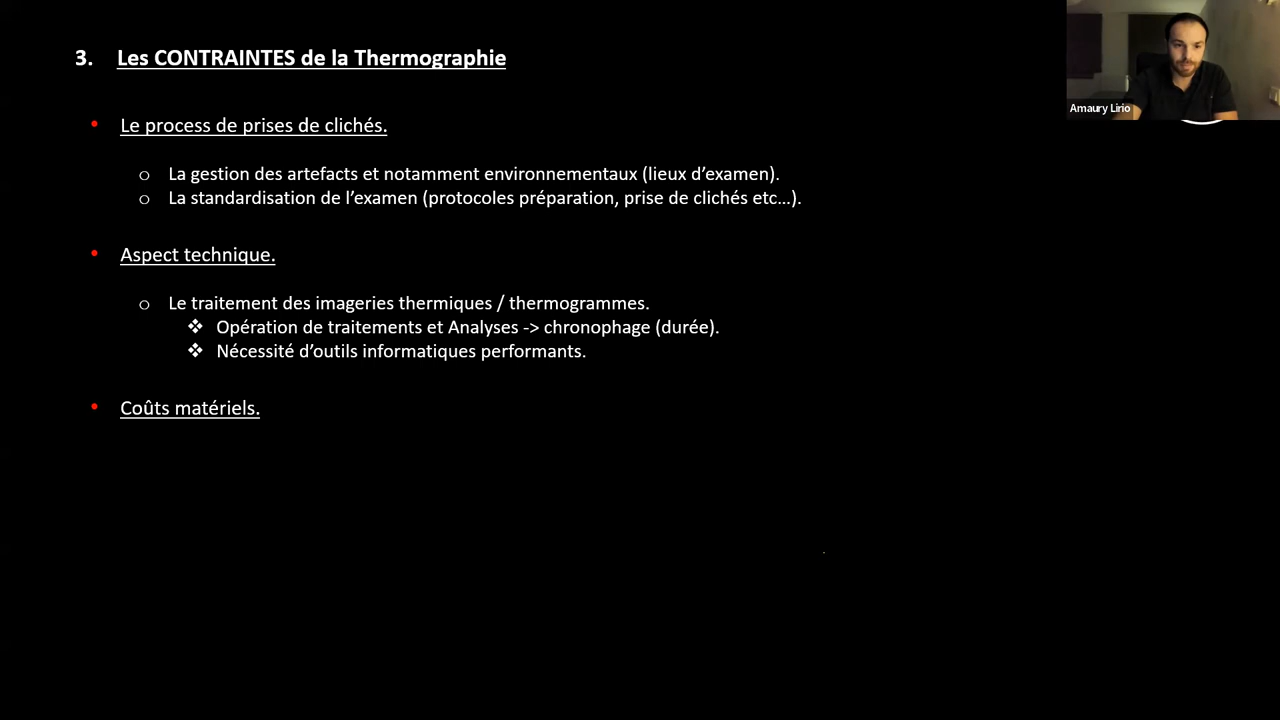 3. Les CONTRAINTES de la Thermographie
Amaury Lirio
• Le process de prises de clichés.
o La gestion des artefacts et notamment environnementaux (lieux d’examen).
o La standardisation de l’examen (protocoles préparation, prise de clichés etc…).
• Aspect technique.
o Le traitement des imageries thermiques / thermogrammes.
❖ Opération de traitements et Analyses -> chronophage (durée).
❖ Nécessité d’outils informatiques performants.
• Coûts matériels.